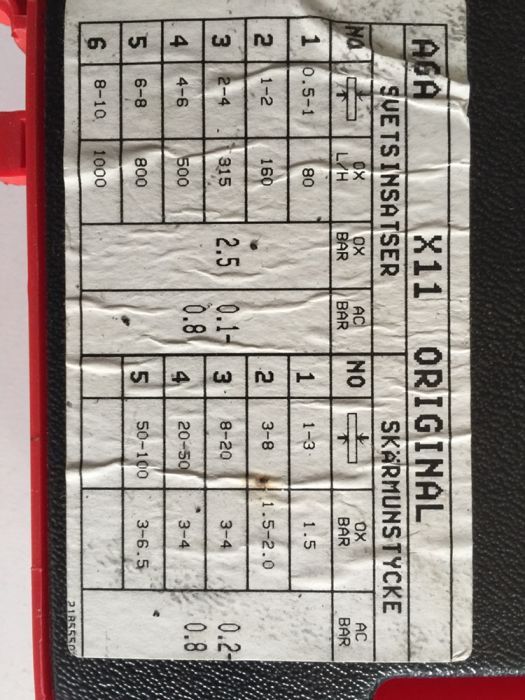 AGA X11 ORIGINAL
SVETSINSATSER SKÄRMUNSTYCKE
NO OX L/H OX BAR AC BAR NO OX BAR AC BAR
1 0.5-1 80 1 1-3 1.5
2 1-2 160 2 3-8 1.5-2.0
3 2-4 315 2.5 0.1- 3 8-20 3-4 0.2-
4 4-6 500 0.8 4 20-50 3-4 0.8
5 6-8 800 5 50-100 3-6.5
6 8-10 1000